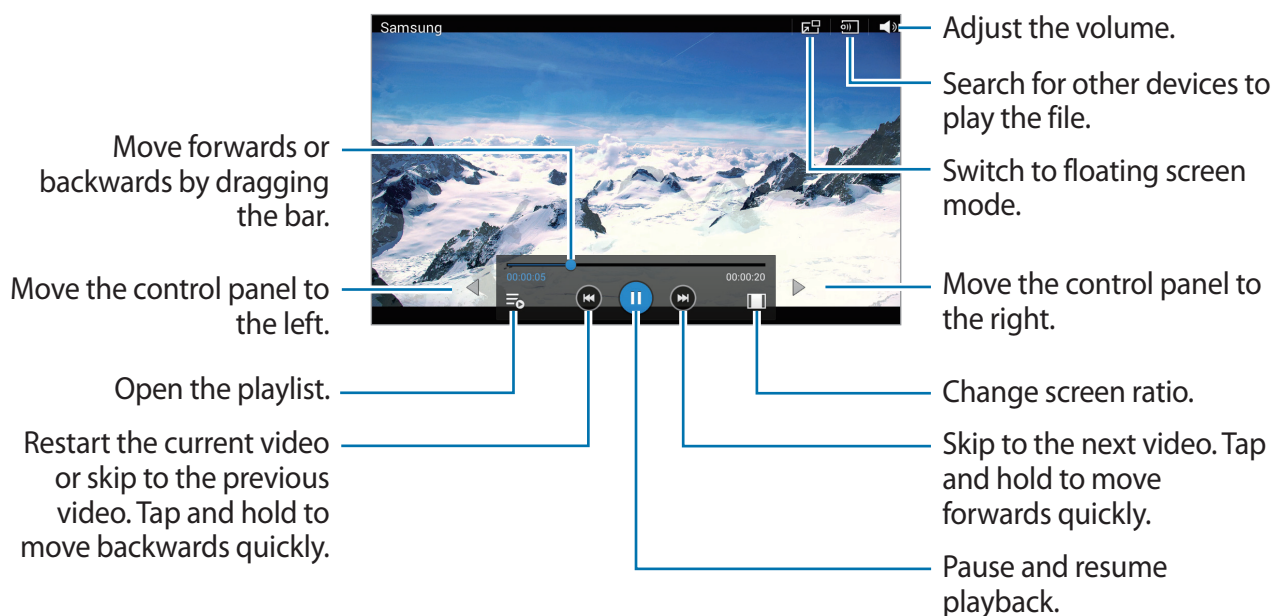 Samsung
Adjust the volume.
Search for other devices to
play the file.
Switch to floating screen
mode.
Move forwards or
backwards by dragging
the bar.
00:00:05
00:00:20
Move the control panel to
the left.
Move the control panel to
the right.
Open the playlist.
Change screen ratio.
Restart the current video
or skip to the previous
video. Tap and hold to
move backwards quickly.
Skip to the next video. Tap
and hold to move
forwards quickly.
Pause and resume
playback.